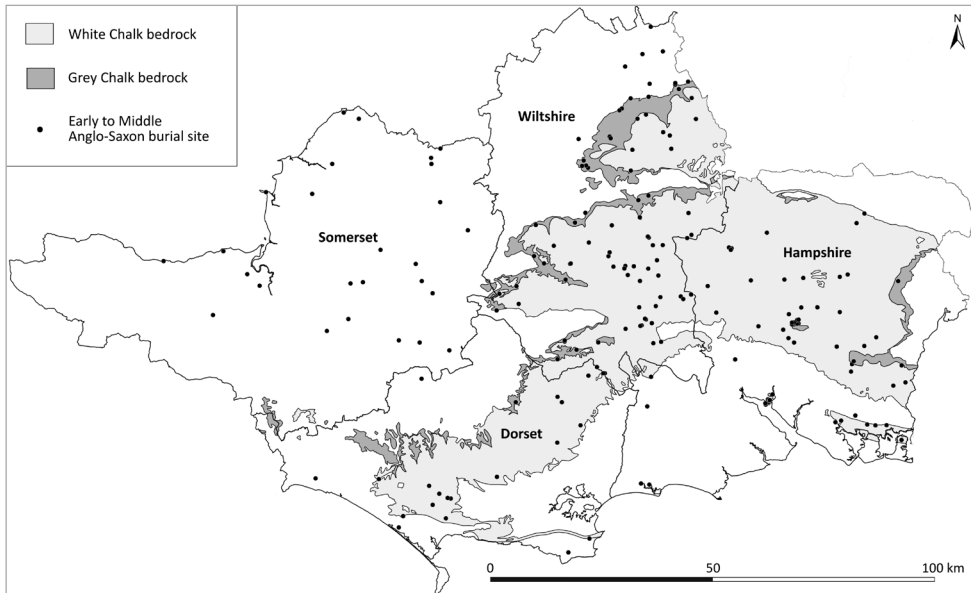 White Chalk bedrock
Grey Chalk bedrock
Early to Middle
Anglo-Saxon burial site
N
Wiltshire
Somerset
Hampshire
Dorset
0 50 100 km